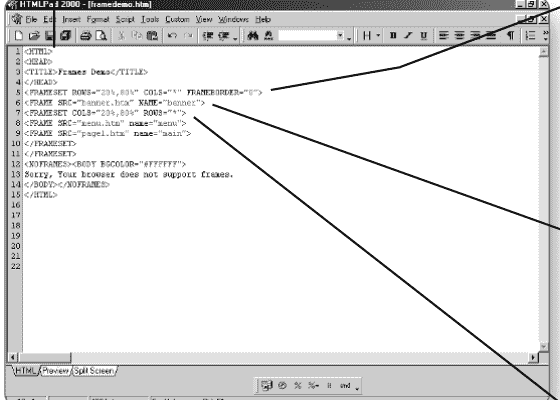 HTMLPad 2000 - [framedemo.htm]
File Edit Insert Format Script Tools Custom View Windows Help
B I U H ¶
1 <HTML>
2 <HEAD>
3 <TITLE>Frames Demo</TITLE>
4 </HEAD>
5 <FRAMESET ROWS="20%,80%" COLS="*" FRAMEBORDER="0">
6 <FRAME SRC="banner.htm" NAME="banner">
7 <FRAMESET COLS="20%,80%" ROWS="*">
8 <FRAME SRC="menu.htm" name="menu">
9 <FRAME SRC="page1.htm" name="main">
10 </FRAMESET>
11 </FRAMESET>
12 <NOFRAMES><BODY BGCOLOR="#FFFFFF">
13 Sorry, Your browser does not support frames.
14 </BODY></NOFRAMES>
15 </HTML>
16
17
18
19
20
21
22
HTML Preview Split Screen